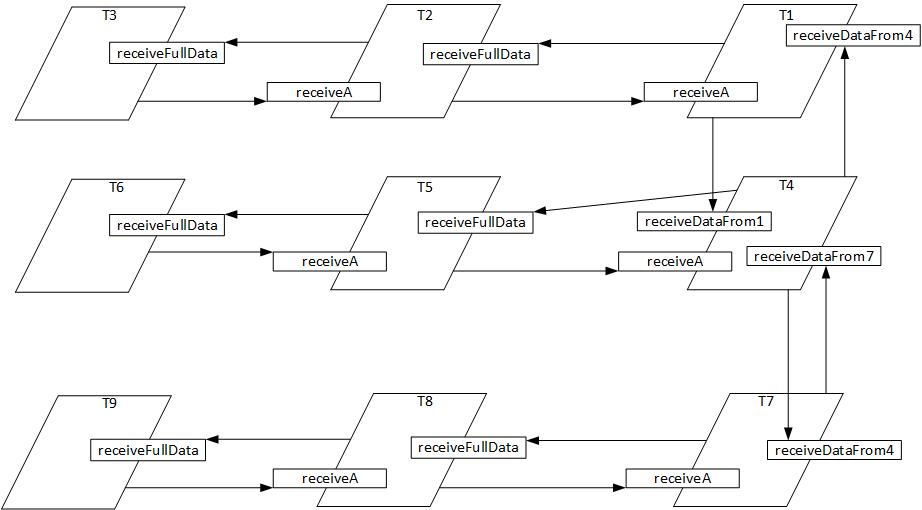 T3
T2
T1
receiveDataFrom4
receiveFullData
receiveFullData
receiveA
receiveA
T6
T5
T4
receiveFullData
receiveFullData
receiveDataFrom1
receiveA
receiveA
receiveDataFrom7
T9
T8
T7
receiveFullData
receiveFullData
receiveDataFrom4
receiveA
receiveA